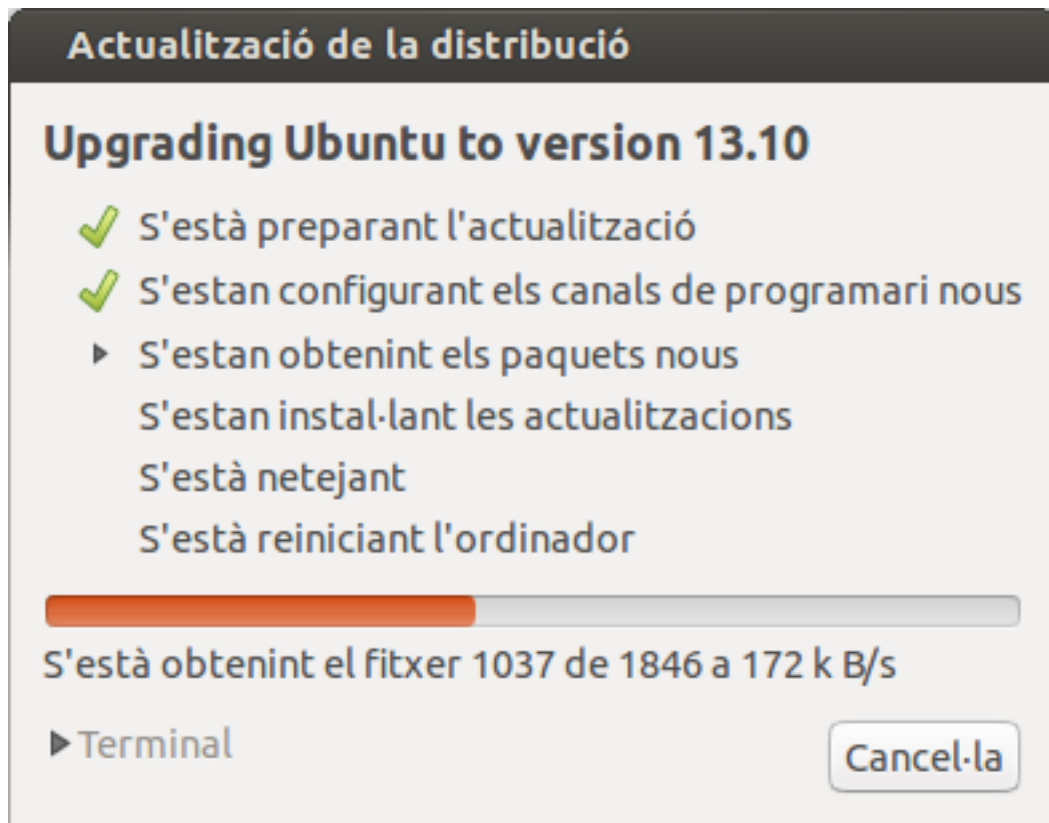 Actualització de la distribució
Upgrading Ubuntu to version 13.10
S'està preparant l'actualització
S'estan configurant els canals de programari nous
S'estan obtenint els paquets nous
S'estan instal·lant les actualitzacions
S'està netejant
S'està reiniciant l'ordinador
S'està obtenint el fitxer 1037 de 1846 a 172 k B/s
Terminal
Cancel·la